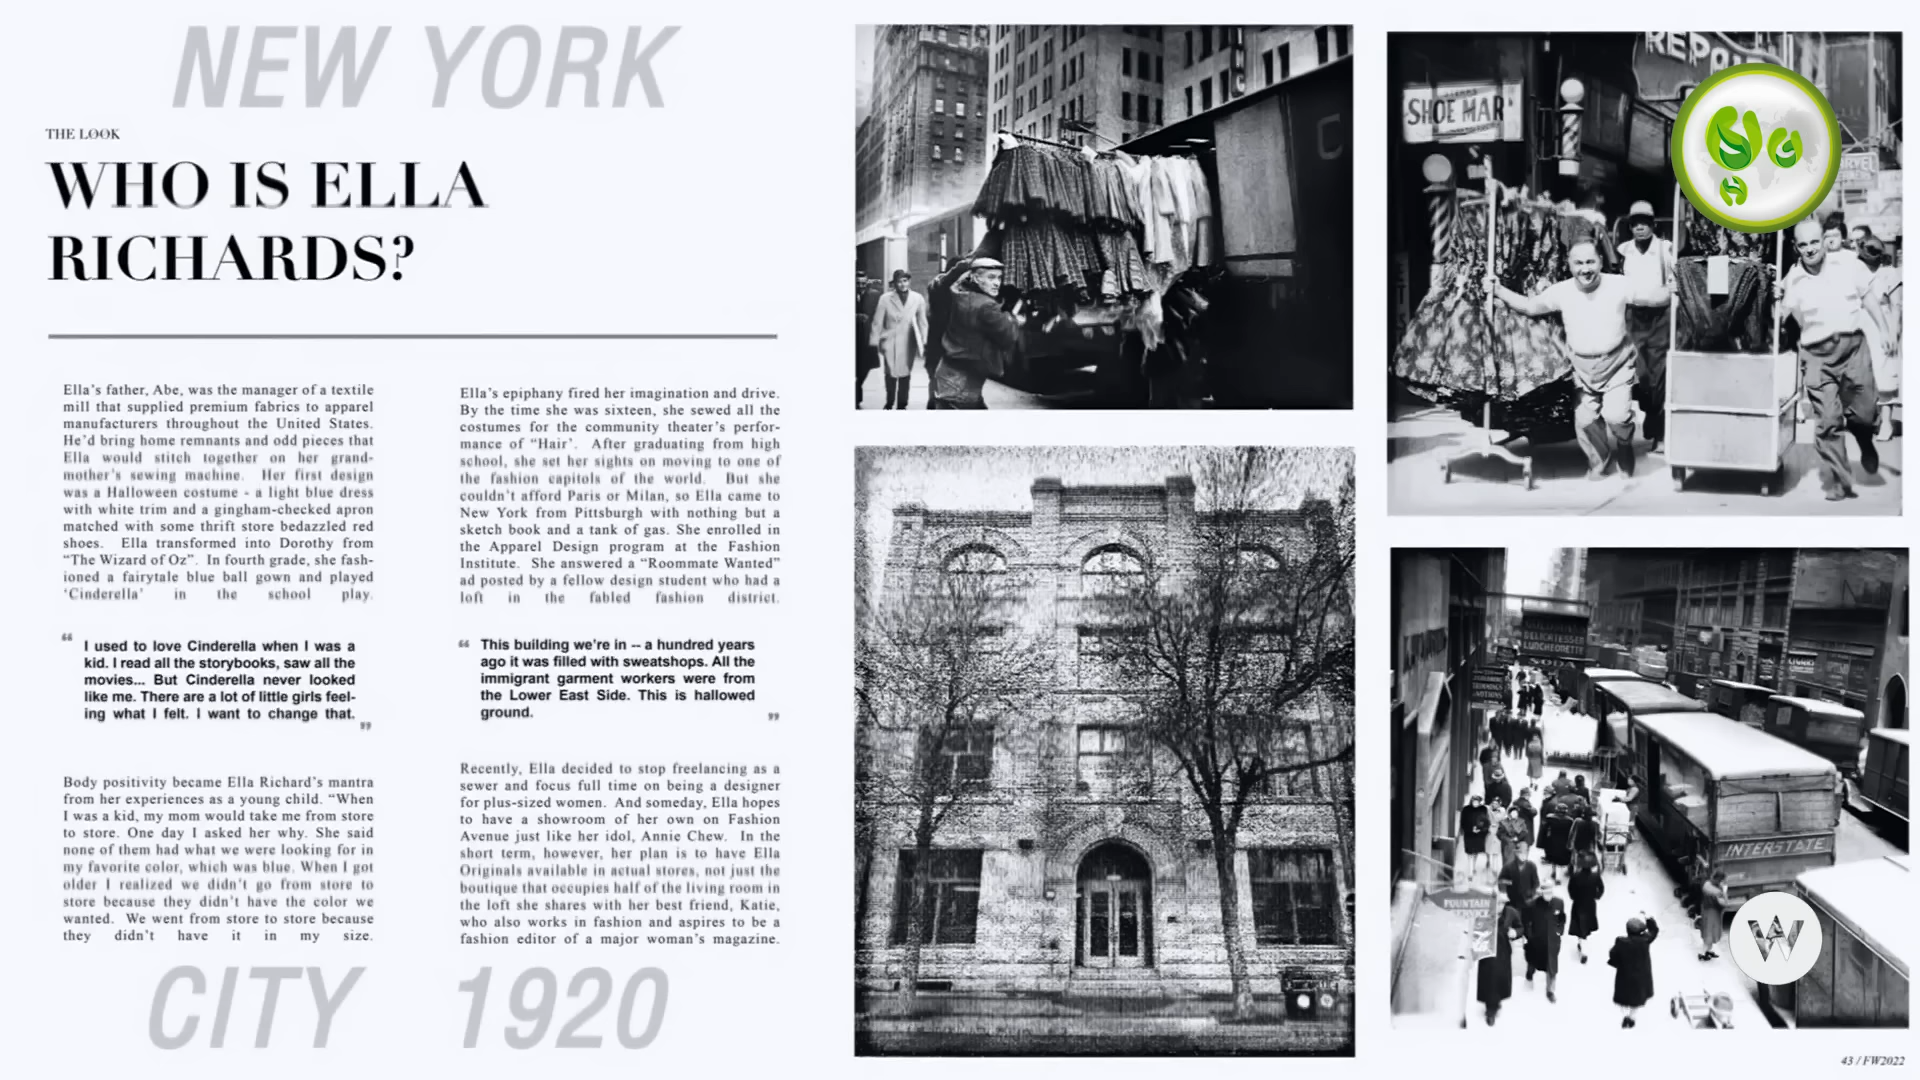 NEW YORK
THE LOOK
WHO IS ELLA
RICHARDS?
Ella's father, Abe, was the manager of a textile
mill that supplied premium fabrics to apparel
manufacturers throughout the United States.
He'd bring home remnants and odd pieces that
Ella would stitch together on her grand-
mother's sewing machine. Her first design
was a Halloween costume - a light blue dress
with white trim and a gingham-checked apron
matched with some thrift store bedazzled red
shoes. Ella transformed into Dorothy from
“The Wizard of Oz”. In fourth grade, she fash-
ioned a fairytale blue ball gown and played
‘Cinderella’ in the school play.
“ I used to love Cinderella when I was a
kid. I read all the storybooks, saw all the
movies... But Cinderella never looked
like me. There are a lot of little girls feel-
ing what I felt. I want to change that. ”
Body positivity became Ella Richard's mantra
from her experiences as a young child. “When
I was a kid, my mom would take me from store
to store. One day I asked her why. She said
none of them had what we were looking for in
my favorite color, which was blue. When I got
older I realized we didn't go from store to
store because they didn't have the color we
wanted. We went from store to store because
they didn't have it in my size.
Ella's epiphany fired her imagination and drive.
By the time she was sixteen, she sewed all the
costumes for the community theater's perfor-
mance of “Hair’. After graduating from high
school, she set her sights on moving to one of
the fashion capitols of the world. But she
couldn't afford Paris or Milan, so Ella came to
New York from Pittsburgh with nothing but a
sketch book and a tank of gas. She enrolled in
the Apparel Design program at the Fashion
Institute. She answered a “Roommate Wanted”
ad posted by a fellow design student who had a
loft in the fabled fashion district.
“ This building we're in -- a hundred years
ago it was filled with sweatshops. All the
immigrant garment workers were from
the Lower East Side. This is hallowed
ground. ”
Recently, Ella decided to stop freelancing as a
sewer and focus full time on being a designer
for plus-sized women. And someday, Ella hopes
to have a showroom of her own on Fashion
Avenue just like her idol, Annie Chew. In the
short term, however, her plan is to have Ella
Originals available in actual stores, not just the
boutique that occupies half of the living room in
the loft she shares with her best friend, Katie,
who also works in fashion and aspires to be a
fashion editor of a major woman's magazine.
CITY 1920
REPAI
SHOE MAR
DELICATESSEN
LUNCHEONETTE
SODA
INTERSTATE
FOUNTAIN
SERVICE
W
43 / FW2022